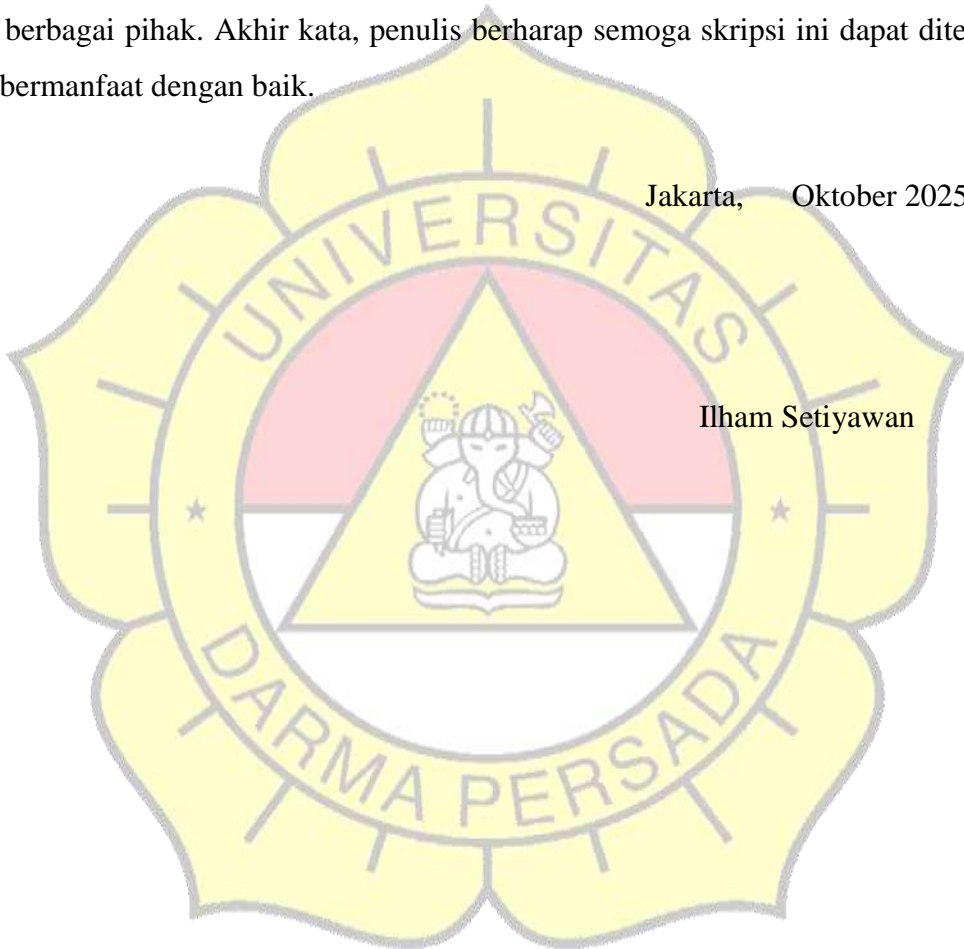 berbagai pihak. Akhir kata, penulis berharap semoga skripsi ini dapat dite
bermanfaat dengan baik.
Jakarta, Oktober 2025
Ilham Setiyawan
UNIVERSITAS
DARMA PERSADA